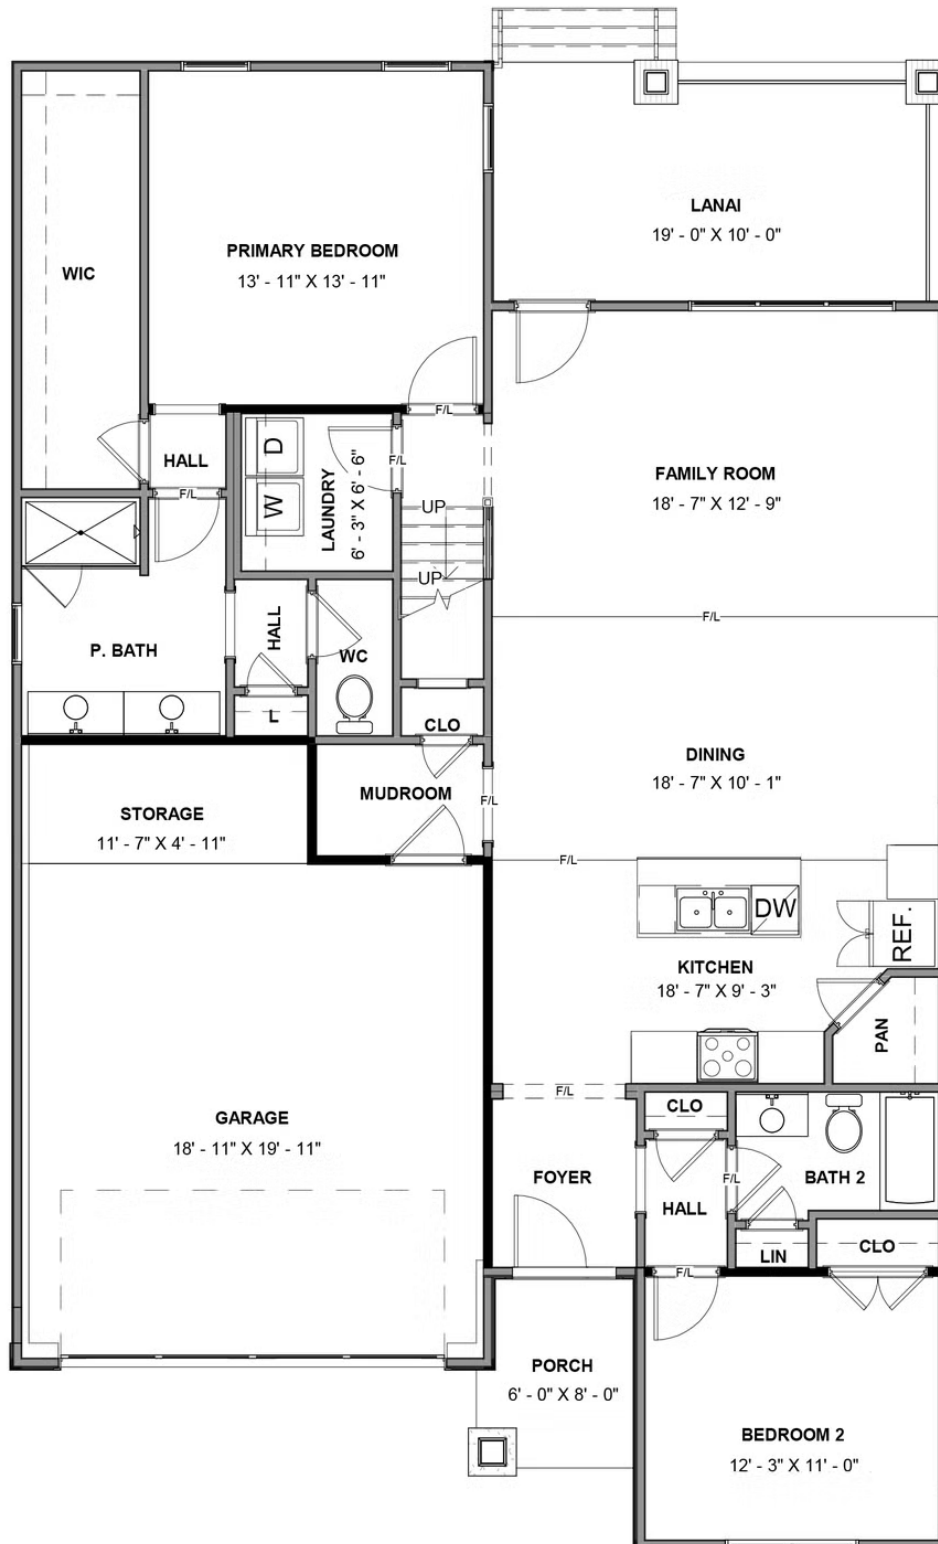 LANAI
19' - 0" X 10' - 0"
PRIMARY BEDROOM
13' - 11" X 13' - 11"
WIC
F/L
D
HALL
F/L
F/L
LAUNDRY
6' - 3" X 6' - 6"
W
UP
UP
FAMILY ROOM
18' - 7" X 12' - 9"
F/L
HALL
P. BATH
WC
L
CLO
DINING
18' - 7" X 10' - 1"
MUDROOM
F/L
STORAGE
11' - 7" X 4' - 11"
F/L
DW
REF.
KITCHEN
18' - 7" X 9' - 3"
PAN
F/L
CLO
GARAGE
18' - 11" X 19' - 11"
FOYER
F/L
BATH 2
HALL
LIN
CLO
F/L
PORCH
6' - 0" X 8' - 0"
BEDROOM 2
12' - 3" X 11' - 0"